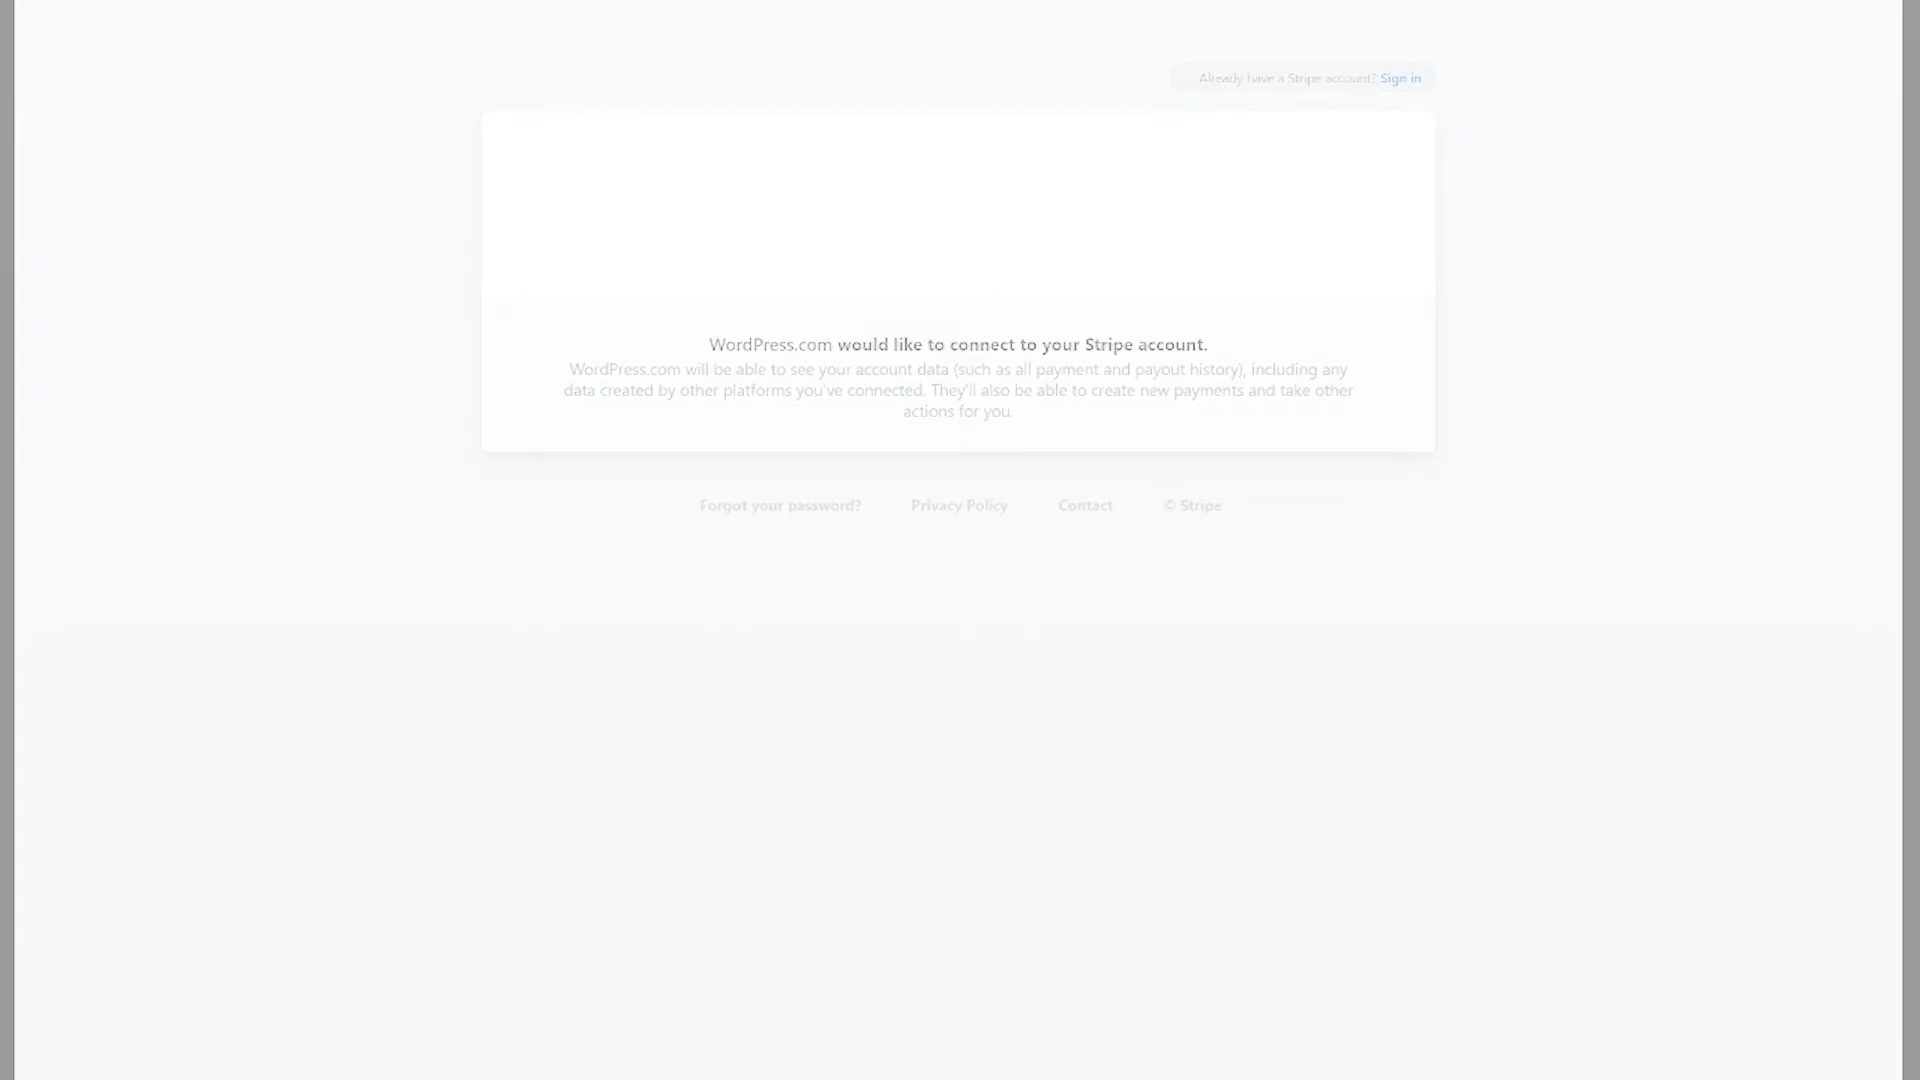 Already have a Stripe account? Sign in
WordPress.com would like to connect to your Stripe account.
WordPress.com will be able to see your account data (such as all payment and payout history), including any
data created by other platforms you've connected. They'll also be able to create new payments and take other
actions for you.
Forgot your password? Privacy Policy Contact © Stripe